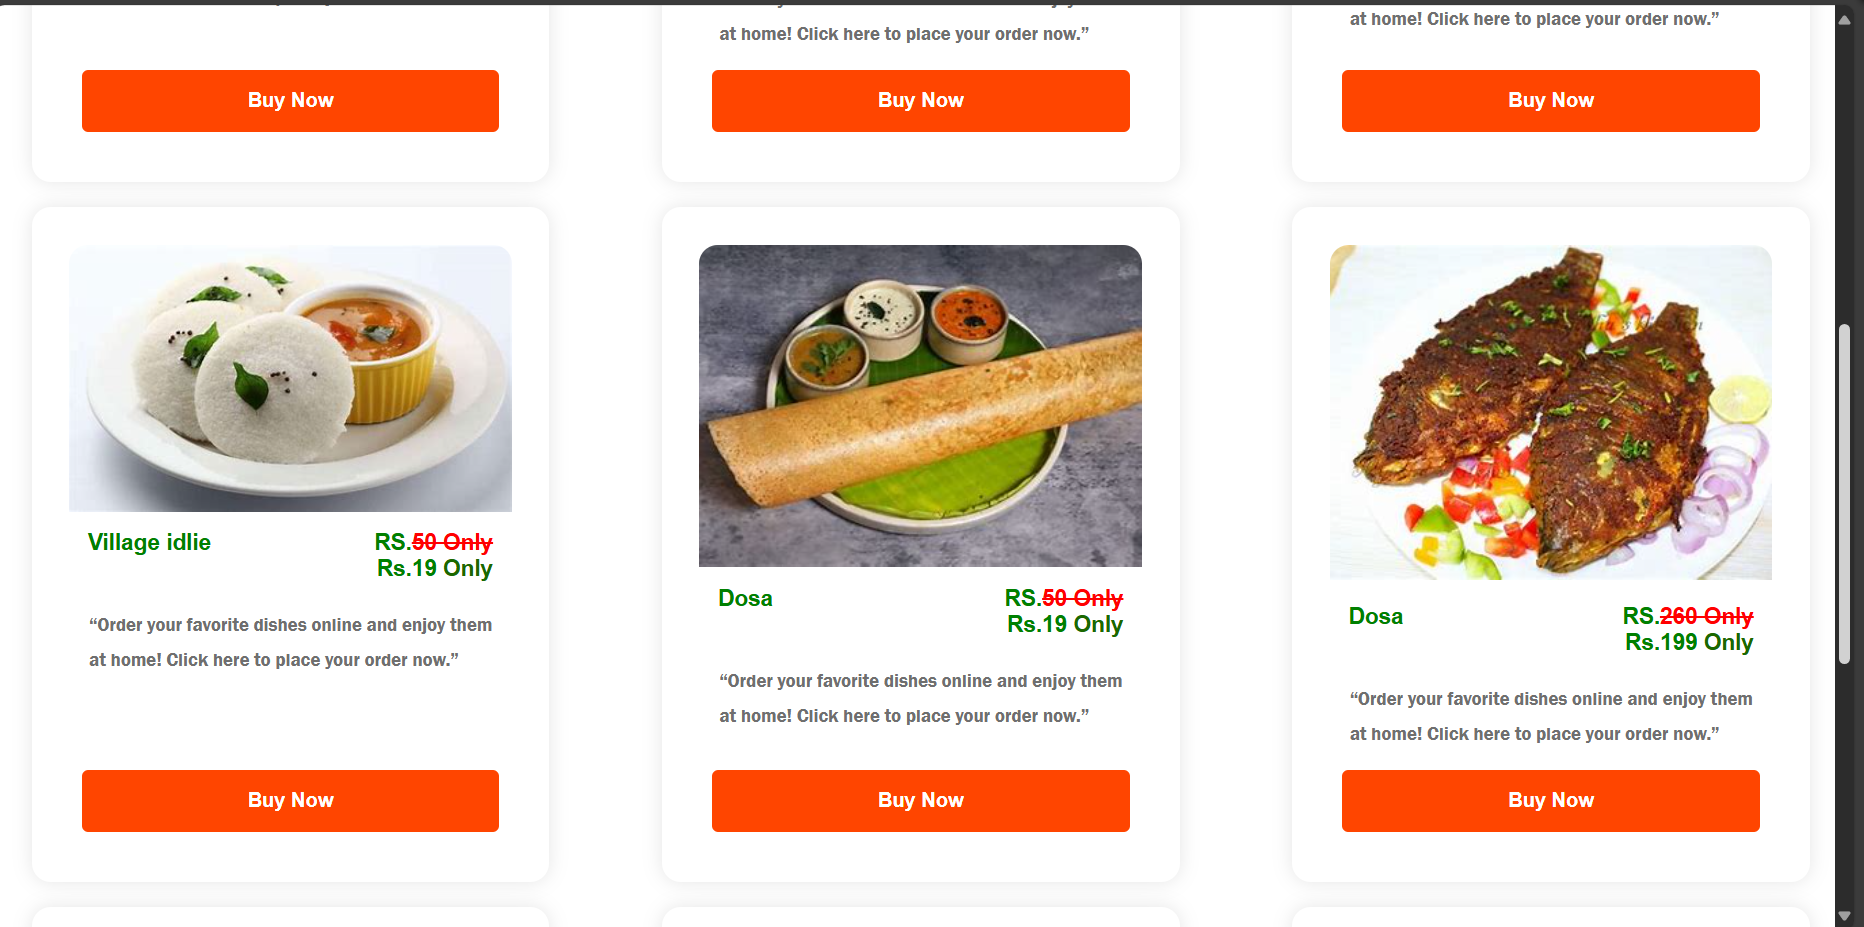 at home! Click here to place your order now.”
at home! Click here to place your order now.”
Buy Now
Buy Now
Buy Now
Village idlie
RS.50 Only
Rs.19 Only
“Order your favorite dishes online and enjoy them
at home! Click here to place your order now.”
Buy Now
Dosa
RS.50 Only
Rs.19 Only
“Order your favorite dishes online and enjoy them
at home! Click here to place your order now.”
Buy Now
Dosa
RS.260 Only
Rs.199 Only
“Order your favorite dishes online and enjoy them
at home! Click here to place your order now.”
Buy Now